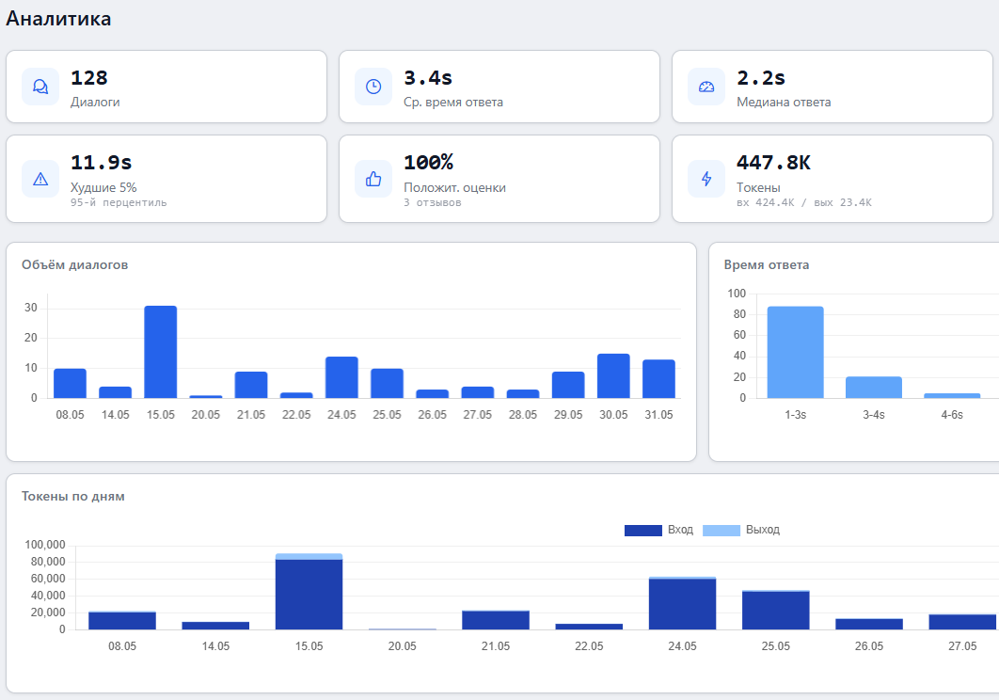 Аналитика
128
Диалоги
3.4s
Ср. время ответа
2.2s
Медиана ответа
11.9s
Худшие 5%
95-й перцентиль
100%
Положит. оценки
3 отзывов
447.8K
Токены
вх 424.4K / вых 23.4K
Объём диалогов
30
20
10
0
08.05 14.05 15.05 20.05 21.05 22.05 24.05 25.05 26.05 27.05 28.05 29.05 30.05 31.05
Время ответа
100
80
60
40
20
0
1-3s 3-4s 4-6s
Токены по дням
Вход Выход
100,000
80,000
60,000
40,000
20,000
0
08.05 14.05 15.05 20.05 21.05 22.05 24.05 25.05 26.05 27.05